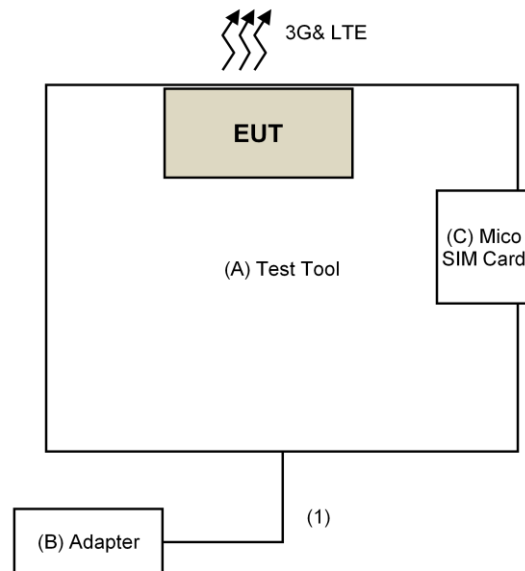 3G& LTE
EUT
(C) Mico
SIM Card
(A) Test Tool
(1)
(B) Adapter